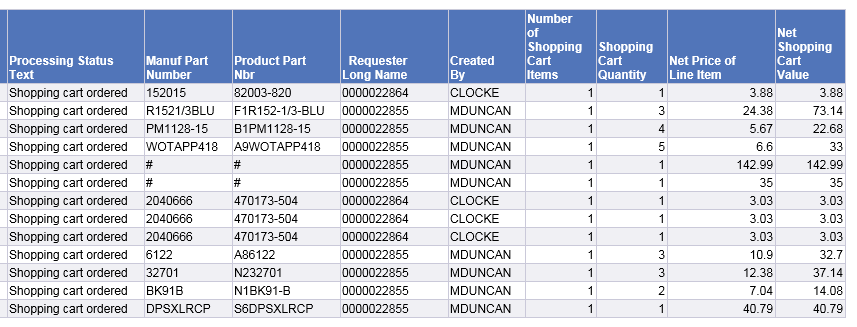 Processing Status Text | Manuf Part Number | Product Part Nbr | Requester Long Name | Created By | Number of Shopping Cart Items | Shopping Cart Quantity | Net Price of Line Item | Net Shopping Cart Value
Shopping cart ordered | 152015 | 82003-820 | 0000022864 | CLOCKE | 1 | 1 | 3.88 | 3.88
Shopping cart ordered | R1521/3BLU | F1R152-1/3-BLU | 0000022855 | MDUNCAN | 1 | 3 | 24.38 | 73.14
Shopping cart ordered | PM1128-15 | B1PM1128-15 | 0000022855 | MDUNCAN | 1 | 4 | 5.67 | 22.68
Shopping cart ordered | WOTAPP418 | A9WOTAPP418 | 0000022855 | MDUNCAN | 1 | 5 | 6.6 | 33
Shopping cart ordered | # | # | 0000022855 | MDUNCAN | 1 | 1 | 142.99 | 142.99
Shopping cart ordered | # | # | 0000022855 | MDUNCAN | 1 | 1 | 35 | 35
Shopping cart ordered | 2040666 | 470173-504 | 0000022864 | CLOCKE | 1 | 1 | 3.03 | 3.03
Shopping cart ordered | 2040666 | 470173-504 | 0000022864 | CLOCKE | 1 | 1 | 3.03 | 3.03
Shopping cart ordered | 2040666 | 470173-504 | 0000022864 | CLOCKE | 1 | 1 | 3.03 | 3.03
Shopping cart ordered | 6122 | A86122 | 0000022855 | MDUNCAN | 1 | 3 | 10.9 | 32.7
Shopping cart ordered | 32701 | N232701 | 0000022855 | MDUNCAN | 1 | 3 | 12.38 | 37.14
Shopping cart ordered | BK91B | N1BK91-B | 0000022855 | MDUNCAN | 1 | 2 | 7.04 | 14.08
Shopping cart ordered | DPSXLRCP | S6DPSXLRCP | 0000022855 | MDUNCAN | 1 | 1 | 40.79 | 40.79